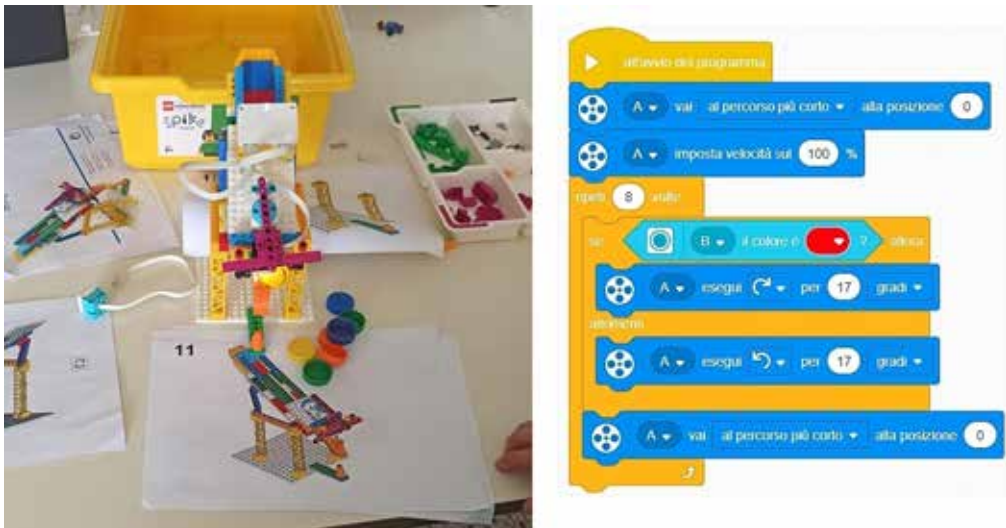 spike
11
all'avvio del programma
A vai al percorso più corto alla posizione 0
A imposta velocità sul 100 %
ripeti 8 volte
se B il colore è ? allora
A esegui per 17 gradi
altrimenti
A esegui per 17 gradi
A vai al percorso più corto alla posizione 0